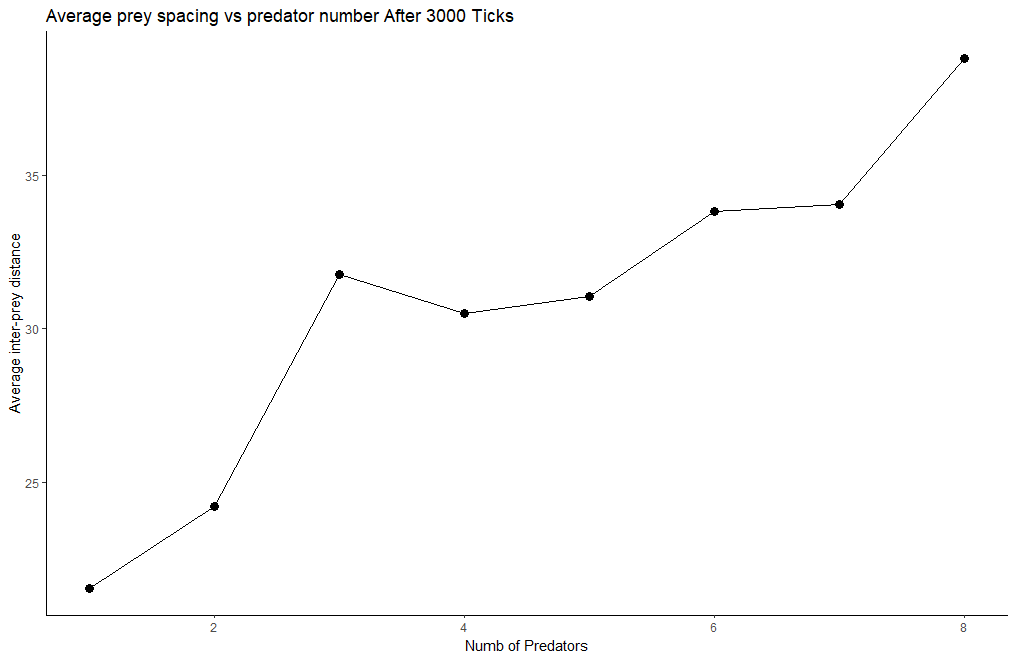 Average prey spacing vs predator number After 3000 Ticks
Average inter-prey distance
35
30
25
2 4 6 8
Numb of Predators